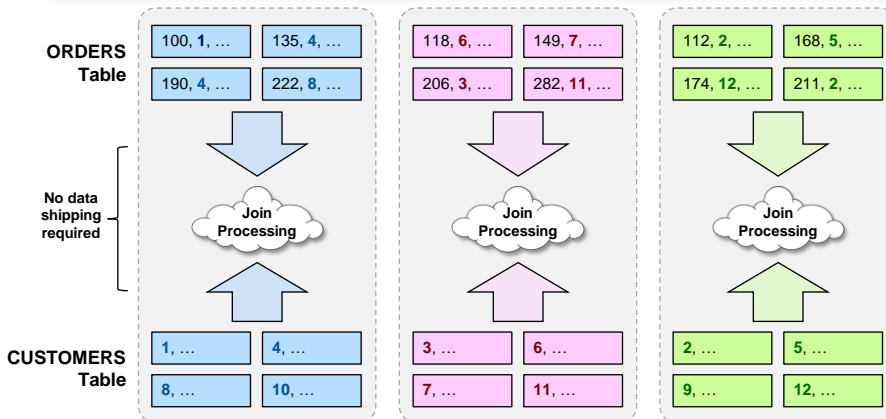 ORDERS
Table
100, 1, …
135, 4, …
118, 6, …
149, 7, …
112, 2, …
168, 5, …
190, 4, …
222, 8, …
206, 3, …
282, 11, …
174, 12, …
211, 2, …
No data
shipping
required
Join
Processing
Join
Processing
Join
Processing
CUSTOMERS
Table
1, …
4, …
3, …
6, …
2, …
5, …
8, …
10, …
7, …
11, …
9, …
12, …